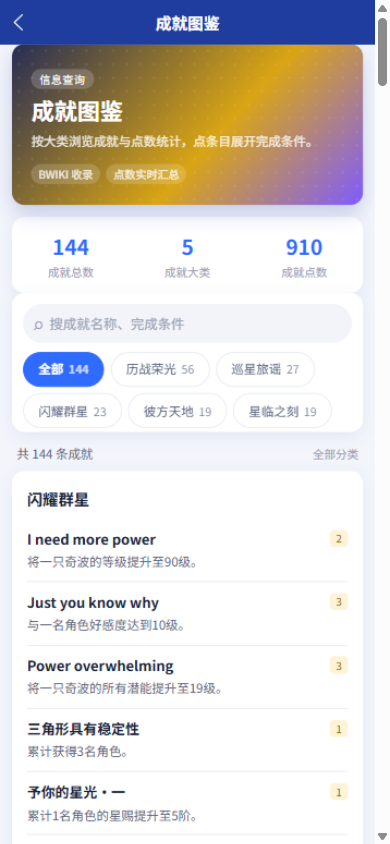 成就图鉴
信息查询
成就图鉴
按大类浏览成就与点数统计，点条目展开完成条件。
BWIKI 收录 点数实时汇总
144 5 910
成就总数 成就大类 成就点数
搜成就名称、完成条件
全部 144 历战荣光 56 巡星旅谣 27
闪耀群星 23 彼方天地 19 星临之刻 19
共 144 条成就 全部分类
闪耀群星
I need more power 2
将一只奇波的等级提升至90级。
Just you know why 3
与一名角色好感度达到10级。
Power overwhelming 3
将一只奇波的所有潜能提升至19级。
三角形具有稳定性 1
累计获得3名角色。
予你的星光·一 1
累计1名角色的星赐提升至5阶。